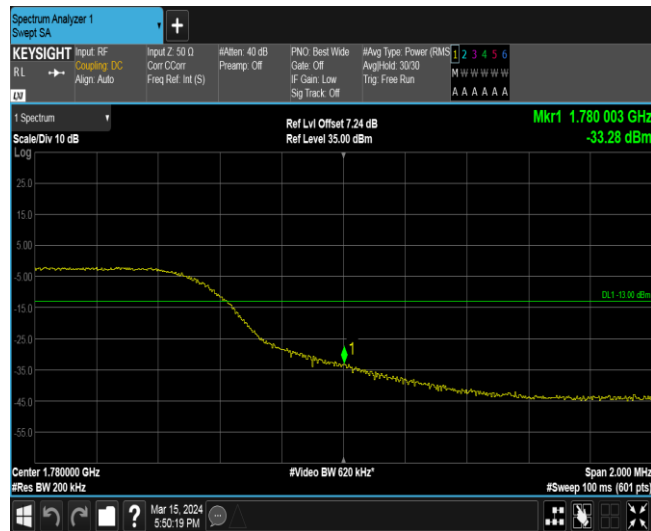 Spectrum Analyzer 1
Swept SA
+
KEYSIGHT
RL
LXI
Input: RF
Coupling: DC
Align: Auto
Input Z: 50 Ω
Corr CCorr
Freq Ref: Int (S)
#Atten: 40 dB
Preamp: Off
PNO: Best Wide
Gate: Off
IF Gain: Low
Sig Track: Off
#Avg Type: Power (RMS
Avg|Hold: 30/30
Trig: Free Run
1 2 3 4 5 6
M W W W W W
A A A A A A
1 Spectrum
Scale/Div 10 dB
Log
Ref Lvl Offset 7.24 dB
Ref Level 35.00 dBm
Mkr1 1.780 003 GHz
-33.28 dBm
25.0
15.0
5.00
-5.00
-15.0
-25.0
-35.0
-45.0
-55.0
DL1 -13.00 dBm
1
Center 1.780000 GHz
#Res BW 200 kHz
#Video BW 620 kHz*
Span 2.000 MHz
#Sweep 100 ms (601 pts)
?
Mar 15, 2024
5:50:19 PM